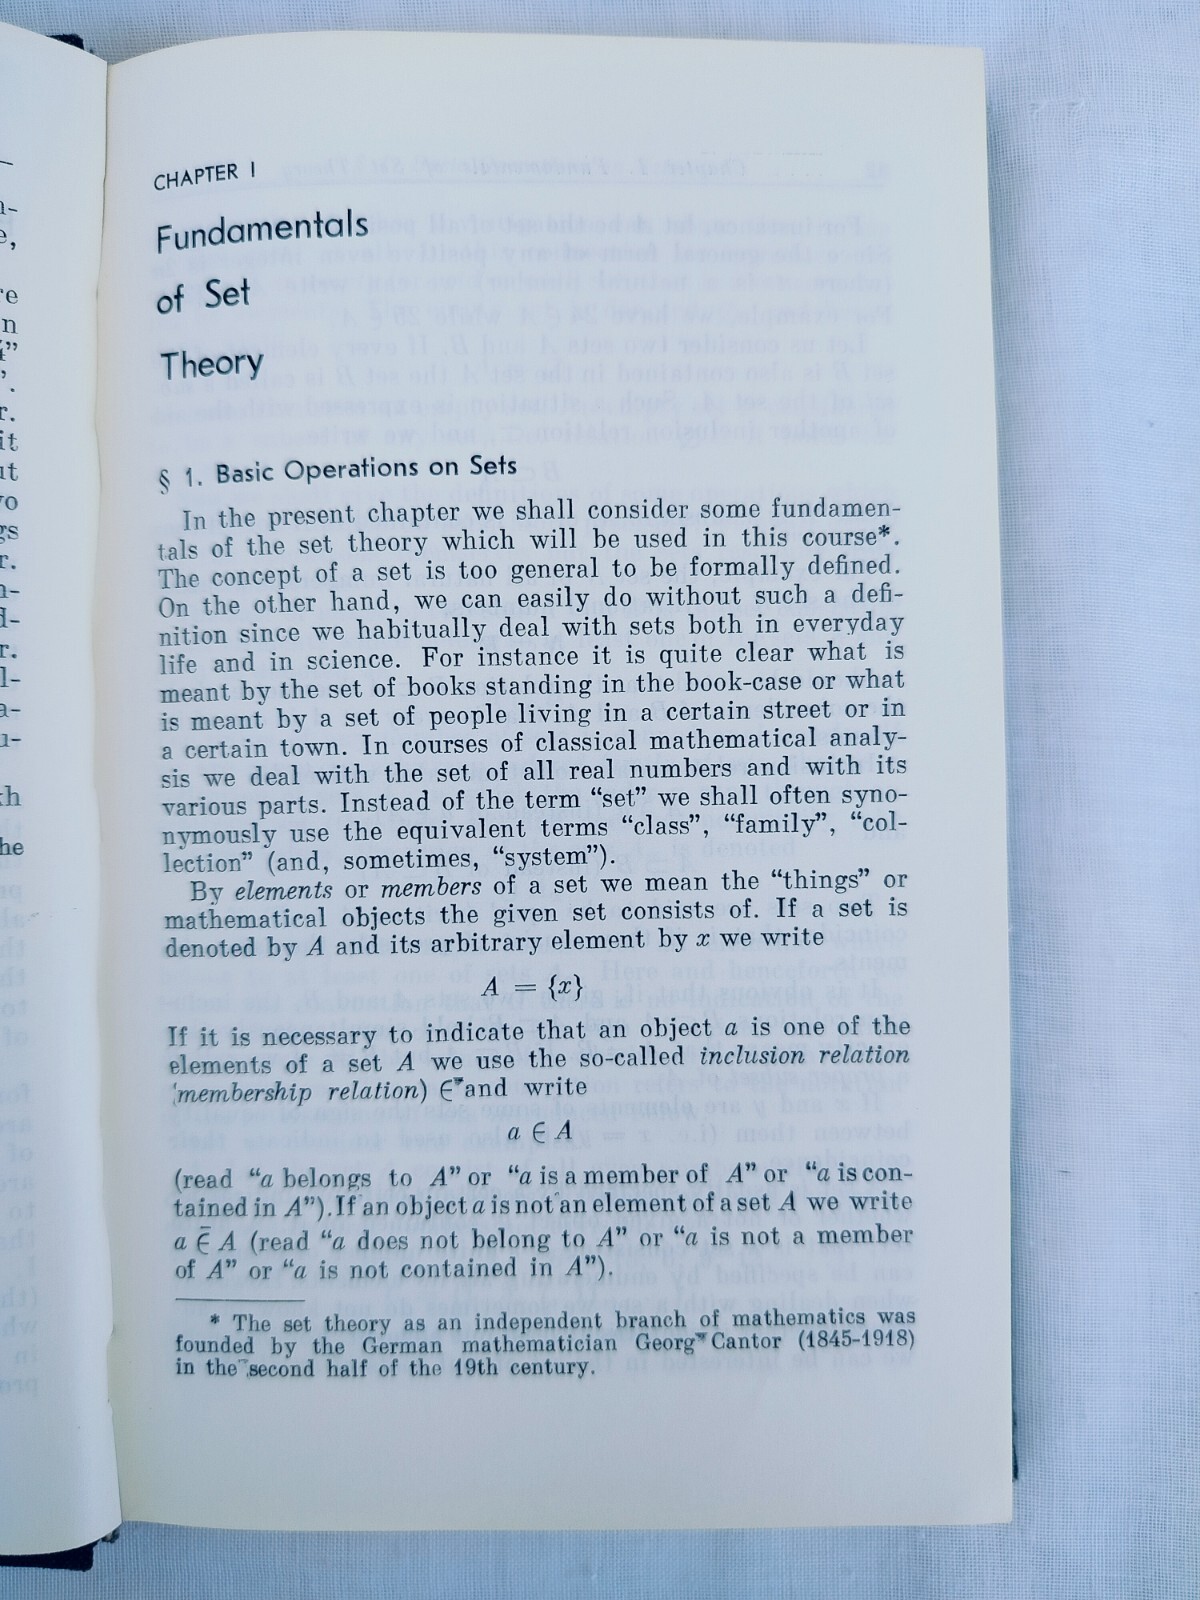 CHAPTER I
Fundamentals
of Set
Theory
§ 1. Basic Operations on Sets
In the present chapter we shall consider some fundamen-
tals of the set theory which will be used in this course*.
The concept of a set is too general to be formally defined.
On the other hand, we can easily do without such a defi-
nition since we habitually deal with sets both in everyday
life and in science. For instance it is quite clear what is
meant by the set of books standing in the book-case or what
is meant by a set of people living in a certain street or in
a certain town. In courses of classical mathematical analy-
sis we deal with the set of all real numbers and with its
various parts. Instead of the term “set” we shall often syno-
nymously use the equivalent terms “class”, “family”, “col-
lection” (and, sometimes, “system”).
By elements or members of a set we mean the “things” or
mathematical objects the given set consists of. If a set is
denoted by A and its arbitrary element by x we write
A = {x}
If it is necessary to indicate that an object a is one of the
elements of a set A we use the so-called inclusion relation
(membership relation) ∈ and write
a ∈ A
(read “a belongs to A” or “a is a member of A” or “a is con-
tained in A”). If an object a is not an element of a set A we write
a ∈̄ A (read “a does not belong to A” or “a is not a member
of A” or “a is not contained in A”).
* The set theory as an independent branch of mathematics was
founded by the German mathematician Georg Cantor (1845-1918)
in the second half of the 19th century.